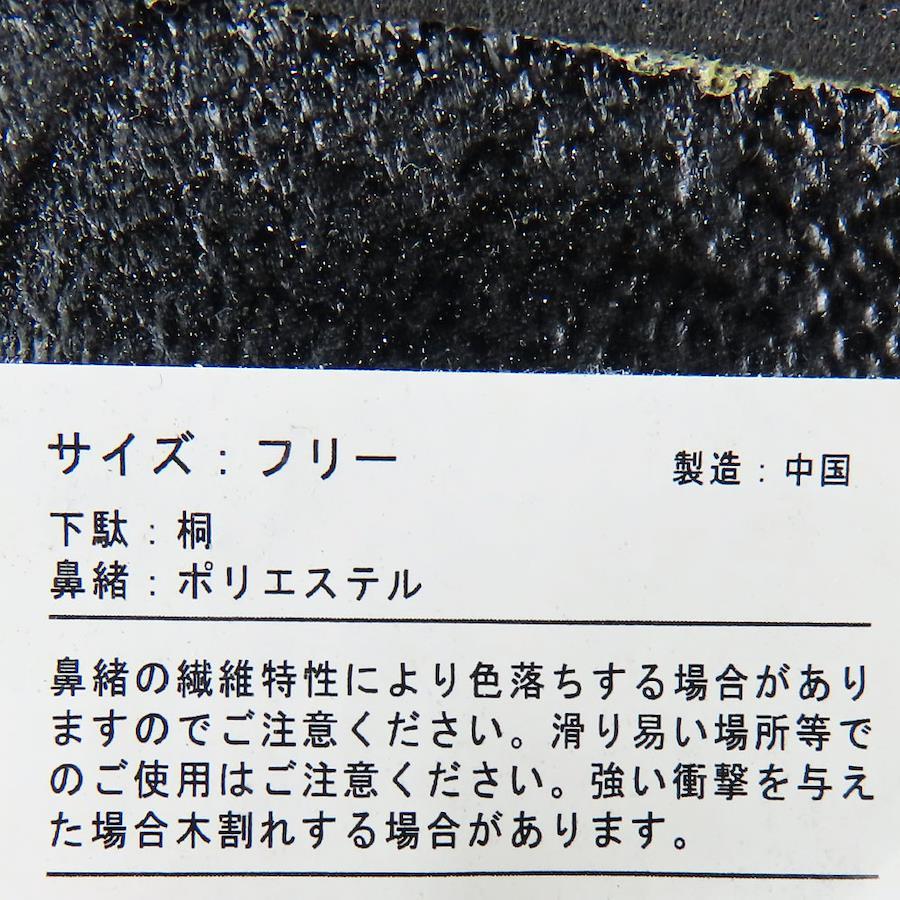 サイズ：フリー
製造：中国
下駄：桐
鼻緒：ポリエステル
鼻緒の繊維特性により色落ちする場合があり
ますのでご注意ください。滑り易い場所等で
のご使用はご注意ください。強い衝撃を与え
た場合木割れする場合があります。